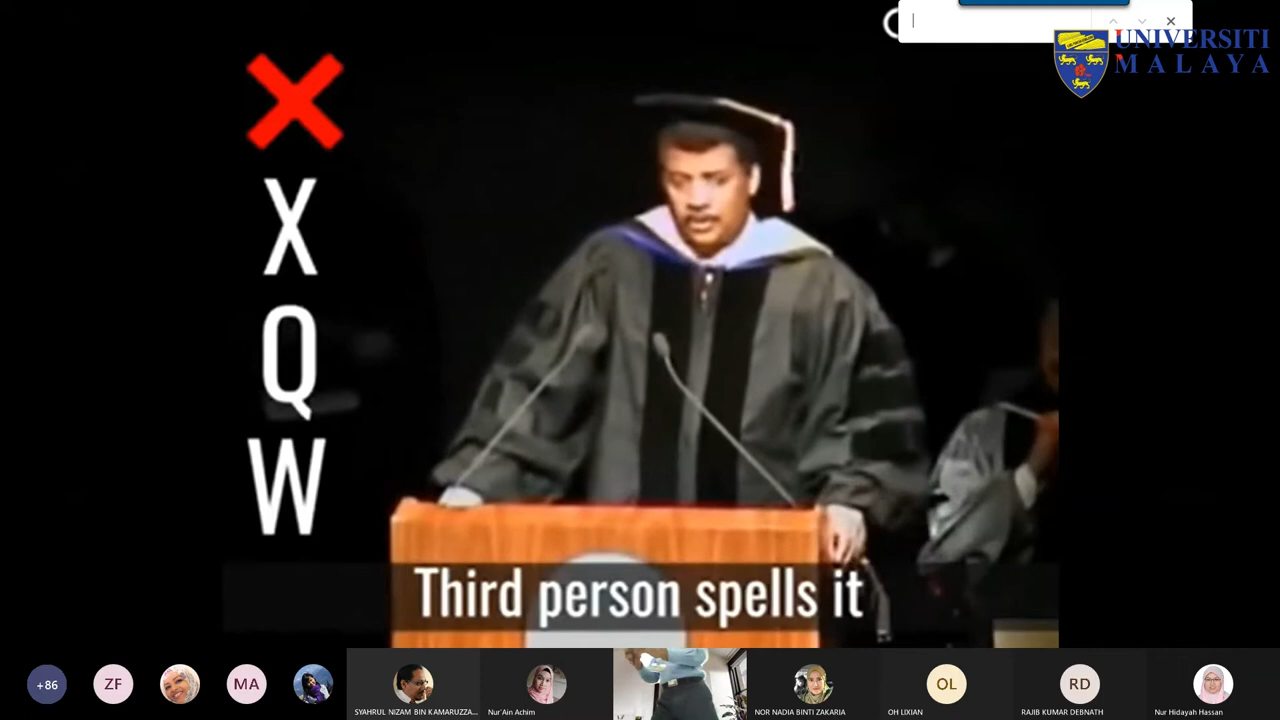 UNIVERSITI
MALAYA
X
Q
W
Third person spells it
+86
ZF
MA
SYAHRUL NIZAM BIN KAMARUZZA...
Nur'Ain Achim
NOR NADIA BINTI ZAKARIA
OL
OH LIXIAN
RD
RAJIB KUMAR DEBNATH
Nur Hidayah Hassan